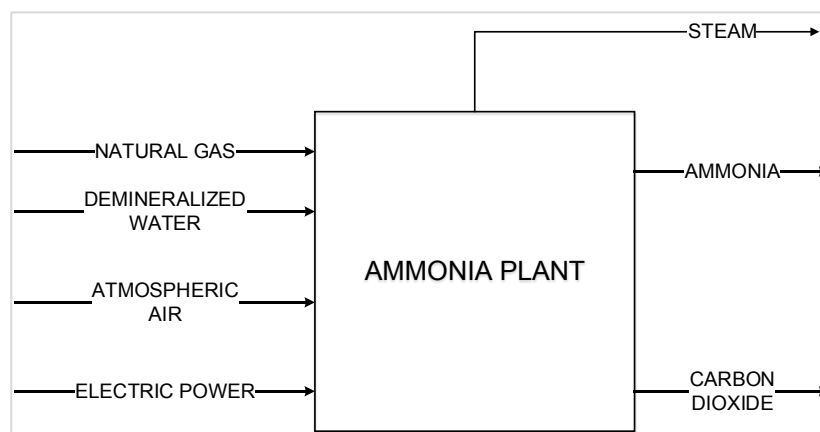 STEAM
NATURAL GAS
AMMONIA
DEMINERALIZED
WATER
AMMONIA PLANT
ATMOSPHERIC
AIR
ELECTRIC POWER
CARBON
DIOXIDE